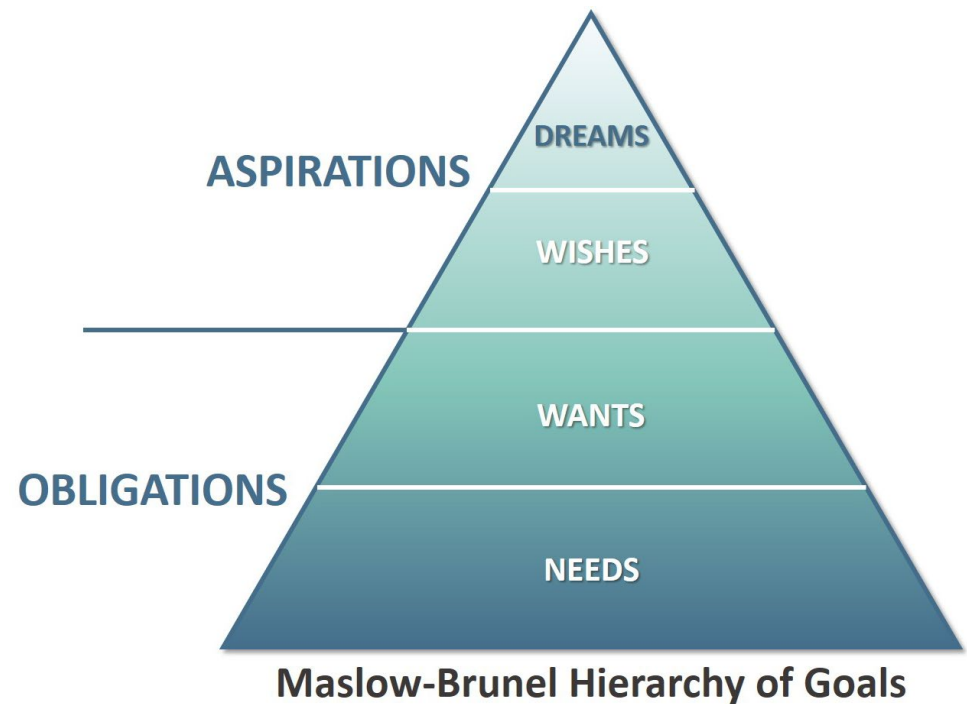 DREAMS
ASPIRATIONS
WISHES
WANTS
OBLIGATIONS
NEEDS
Maslow-Brunel Hierarchy of Goals